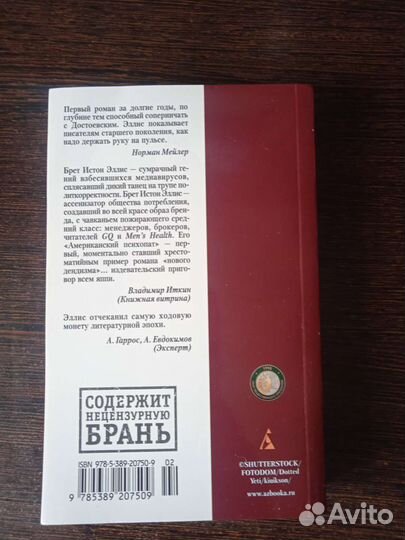 Первый роман за долгие годы, по
глубине тем способный соперничать
с Достоевским. Эллис показывает
писателям старшего поколения, как
надо держать руку на пульсе.
Норман Мейлер
Брет Истон Эллис — сумрачный ге-
ний взбесившихся медиавирусов,
сплясавший дикий танец на трупе по-
литкорректности. Брет Истон Эллис —
ассенизатор общества потребления,
создавший во всей красе образ брен-
да, с чавканьем пожирающего сред-
ний класс: менеджеров, брокеров,
читателей GQ и Men's Health. Его
«Американский психопат» — пер-
вый, моментально ставший хресто-
матийным пример романа «нового
дендизма»... издевательский приго-
вор всем яппи.
Владимир Иткин
(Книжная витрина)
Эллис отчеканил самую ходовую
монету литературной эпохи.
А. Гаррос, А. Евдокимов
(Эксперт)
СОДЕРЖИТ
НЕЦЕНЗУРНУЮ
БРАНЬ
ISBN 978-5-389-20750-9 02
9 785389 207509
©SHUTTERSTOCK/
FOTODOM/Dotted
Yeti/kinikson/
www.azbooka.ru
Avito